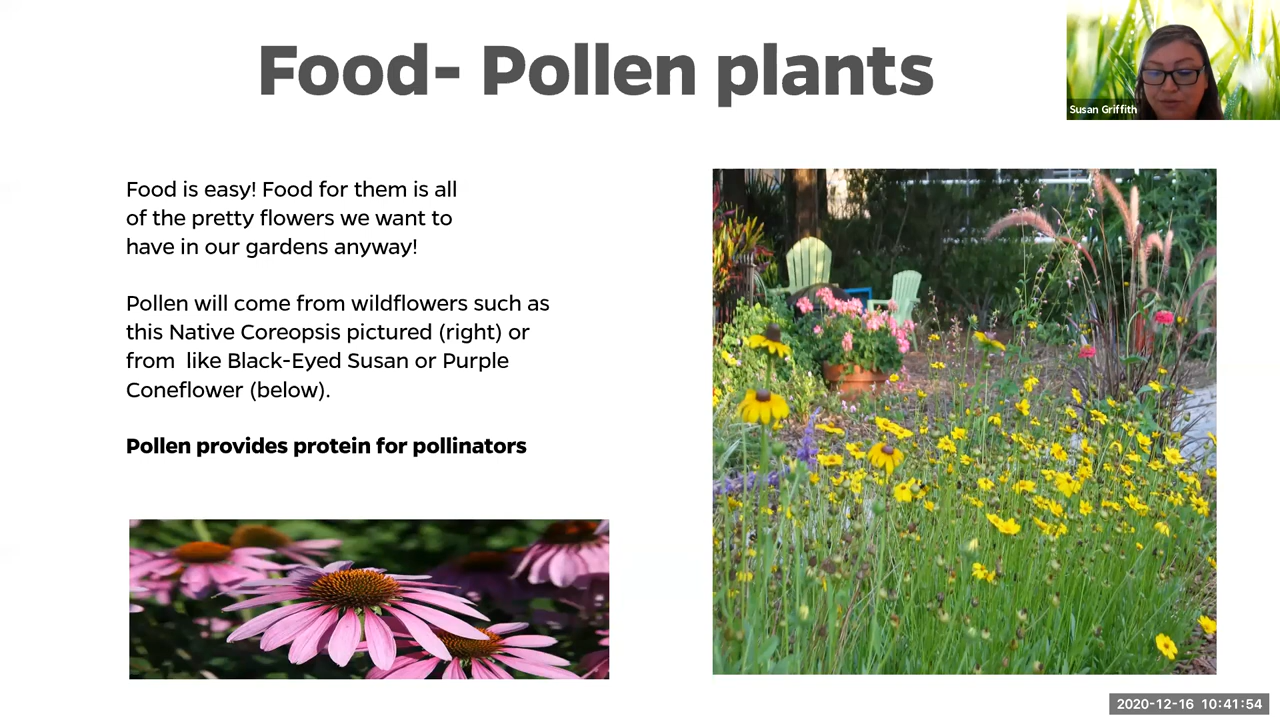 Food- Pollen plants
Susan Griffith
Food is easy! Food for them is all
of the pretty flowers we want to
have in our gardens anyway!
Pollen will come from wildflowers such as
this Native Coreopsis pictured (right) or
from  like Black-Eyed Susan or Purple
Coneflower (below).
Pollen provides protein for pollinators
2020-12-16 10:41:54